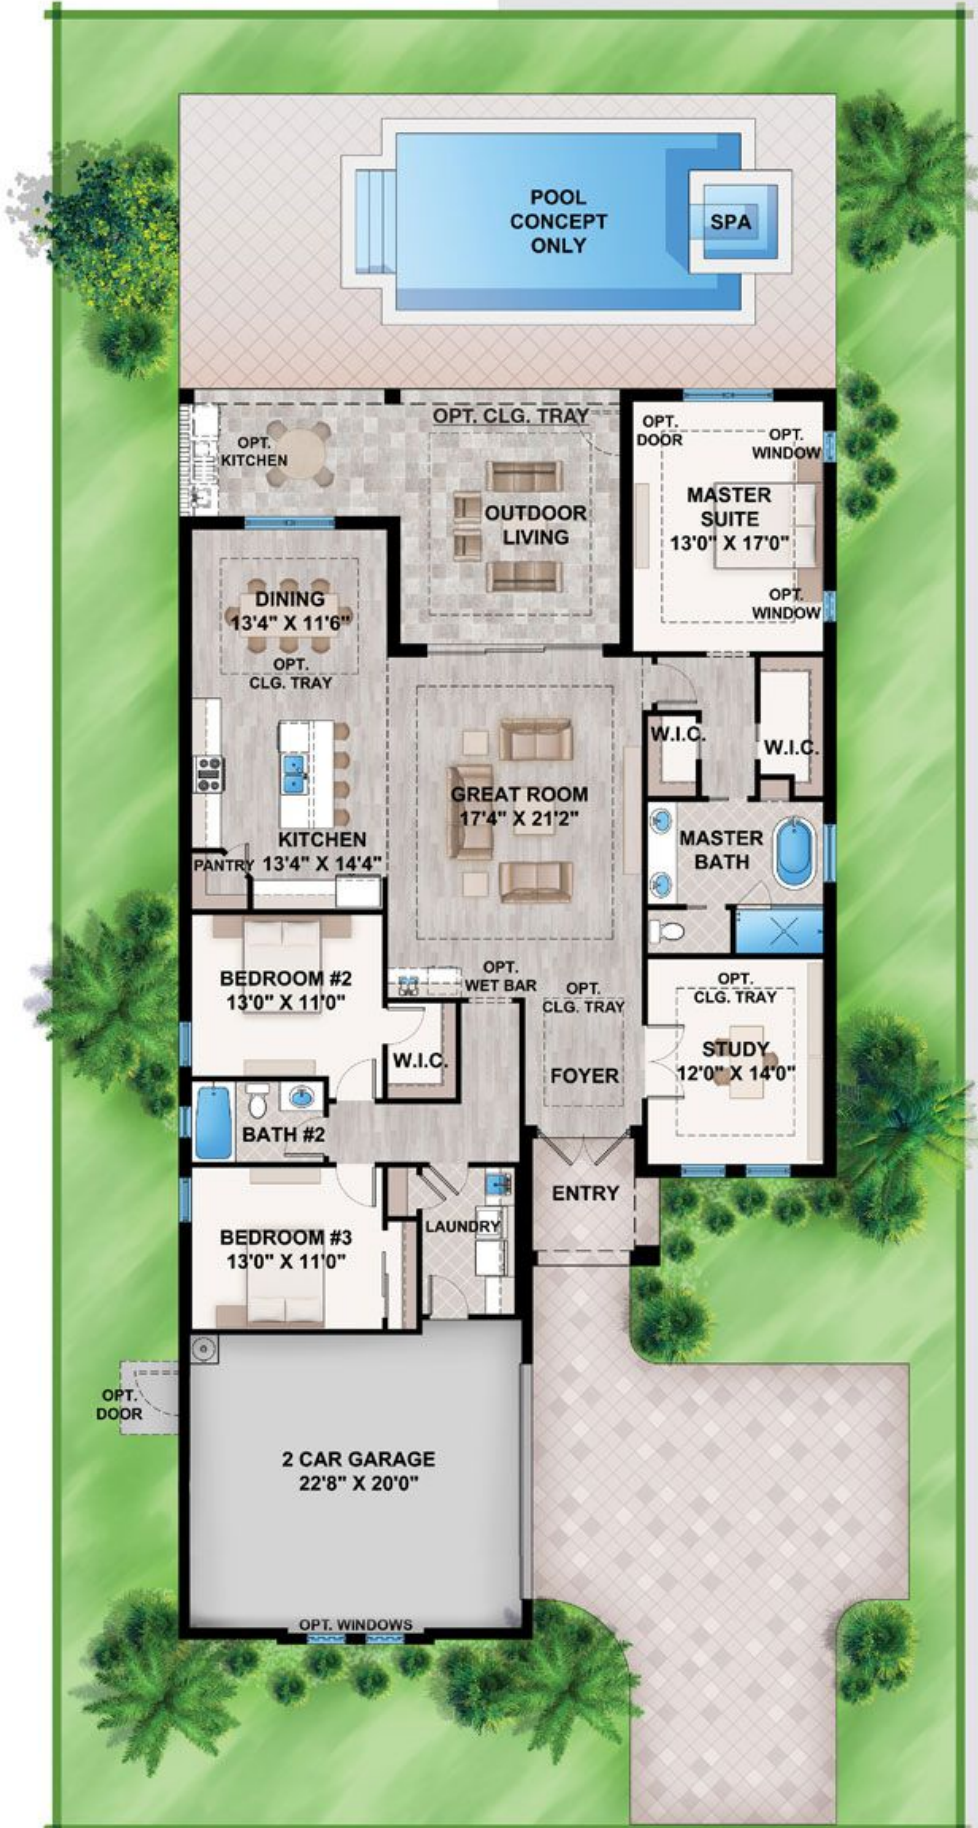 POOL
CONCEPT
ONLY
SPA
OPT. CLG. TRAY
OPT.
KITCHEN
OUTDOOR
LIVING
OPT.
DOOR
OPT.
WINDOW
MASTER
SUITE
13'0" X 17'0"
OPT.
WINDOW
DINING
13'4" X 11'6"
OPT.
CLG. TRAY
W.I.C.
W.I.C.
GREAT ROOM
17'4" X 21'2"
KITCHEN
13'4" X 14'4"
PANTRY
MASTER
BATH
BEDROOM #2
13'0" X 11'0"
OPT.
WET BAR
OPT.
CLG. TRAY
OPT.
CLG. TRAY
W.I.C.
FOYER
STUDY
12'0" X 14'0"
BATH #2
ENTRY
BEDROOM #3
13'0" X 11'0"
LAUNDRY
OPT.
DOOR
2 CAR GARAGE
22'8" X 20'0"
OPT. WINDOWS